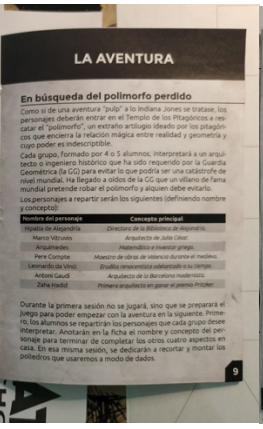 LA AVENTURA
En búsqueda del polimorfo perdido
Como si de una aventura "pulp" a lo Indiana Jones se tratase, los
personajes deberán entrar en el Templo de los Pitagóricos a res-
catar el "polimorfo", un extraño artilugio ideado por los pitagóri-
cos que encierra la relación mágica entre realidad y geometría y
cuyo poder es indescriptible.
Cada grupo, formado por 4 o 5 alumnos, interpretará a un arqui-
tecto o ingeniero histórico que ha sido requerido por la Guardia
Geométrica (la GG) para evitar lo que podría ser una catástrofe de
nivel mundial. Ha llegado a oídos de la GG que un villano de fama
mundial pretende robar el polimorfo y alguien debe evitarlo.
Los personajes a repartir serán los siguientes (definiendo nombre
y concepto):
Nombre del personaje Concepto principal
Hipatia de Alejandría Directora de la Biblioteca de Alejandría.
Marco Vitruvio Arquitecto de Julio César.
Arquímedes Matemático e inventor griego.
Pere Compte Maestro de obras de Valencia durante el medievo.
Leonardo da Vinci Erudito renacentista adelantado a su tiempo.
Antoni Gaudí Arquitecto de la Barcelona modernista.
Zaha Hadid Primera arquitecta en ganar el premio Pritzker.
Durante la primera sesión no se jugará, sino que se preparará el
juego para poder empezar con la aventura en la siguiente. Prime-
ro, los alumnos se repartirán los personajes que cada grupo desee
interpretar. Anotarán en la ficha el nombre y concepto del per-
sonaje para terminar de completar los otros cuatro aspectos en
casa. En esa misma sesión, se dedicarán a recortar y montar los
poliedros que usaremos a modo de dados.
9